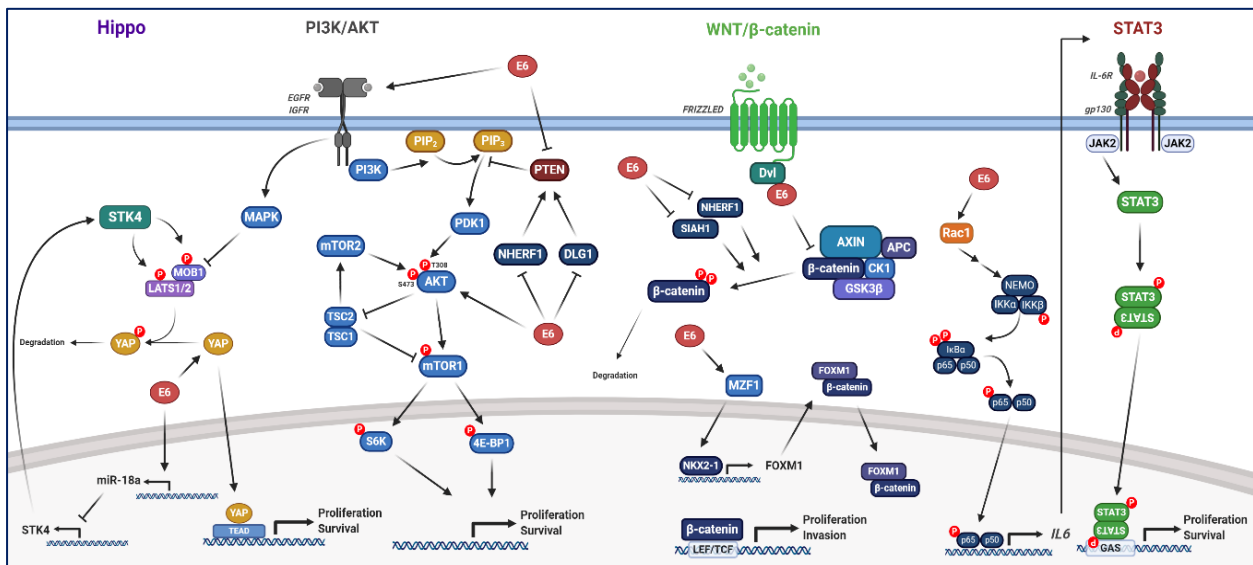 Hippo
PI3K/AKT
WNT/β-catenin
STAT3
E6
EGFR
IGFR
FRIZZLED
IL-6R
gp130
PIP2
PIP3
PI3K
PTEN
Dvl
E6
JAK2
JAK2
STK4
MAPK
PDK1
E6
NHERF1
SIAH1
E6
STAT3
Rac1
mTOR2
NHERF1
DLG1
AXIN
APC
β-catenin
CK1
GSK3β
P
MOB1
P
LATS1/2
P
T308
P
S473
AKT
P
P
β-catenin
NEMO
IKKα
IKKβ
P
P
STAT3
STAT3
P
TSC2
TSC1
E6
E6
P
P
IκBα
p65
p50
Degradation
P
YAP
YAP
P
mTOR1
Degradation
MZF1
FOXM1
β-catenin
P
p65
p50
E6
P
S6K
P
4E-BP1
NKX2-1
FOXM1
FOXM1
β-catenin
miR-18a
STK4
YAP
TEAD
Proliferation
Survival
Proliferation
Survival
β-catenin
LEF/TCF
Proliferation
Invasion
P
p65
p50
IL6
P
STAT3
STAT3
P
GAS
Proliferation
Survival